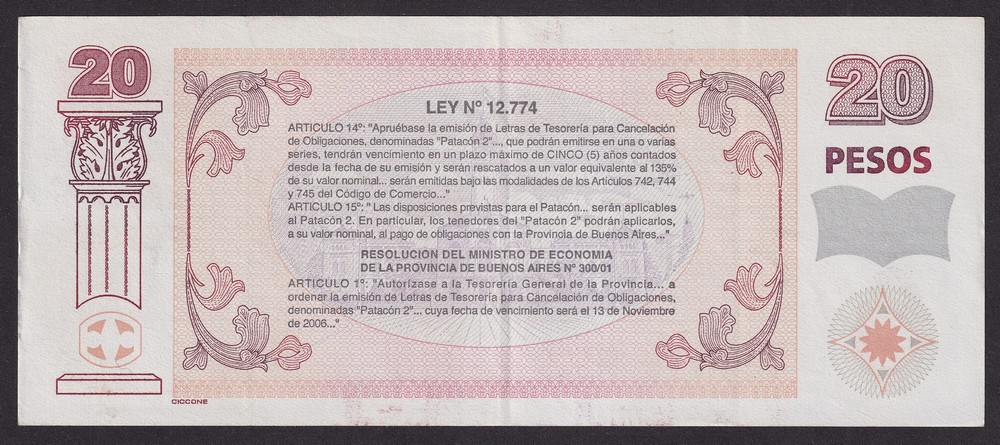 20
20
PESOS
LEY Nº 12.774
ARTICULO 14º: "Apruébase la emisión de Letras de Tesorería para Cancelación
de Obligaciones, denominadas "Patacón 2"..., que podrán emitirse en una o varias
series, tendrán vencimiento en un plazo máximo de CINCO (5) años contados
desde la fecha de su emisión y serán rescatados a un valor equivalente al 135%
de su valor nominal... serán emitidas bajo las modalidades de los Artículos 742, 744
y 745 del Código de Comercio..."
ARTICULO 15º: " Las disposiciones previstas para el Patacón... serán aplicables
al Patacón 2. En particular, los tenedores del "Patacón 2" podrán aplicarlos,
a su valor nominal, al pago de obligaciones con la Provincia de Buenos Aires..."
RESOLUCION DEL MINISTRO DE ECONOMIA
DE LA PROVINCIA DE BUENOS AIRES Nº 300/01
ARTICULO 1º: "Autorízase a la Tesorería General de la Provincia... a
ordenar la emisión de Letras de Tesorería para Cancelación de Obligaciones,
denominadas "Patacón 2"... cuya fecha de vencimiento será el 13 de Noviembre
de 2006..."
CICCONE